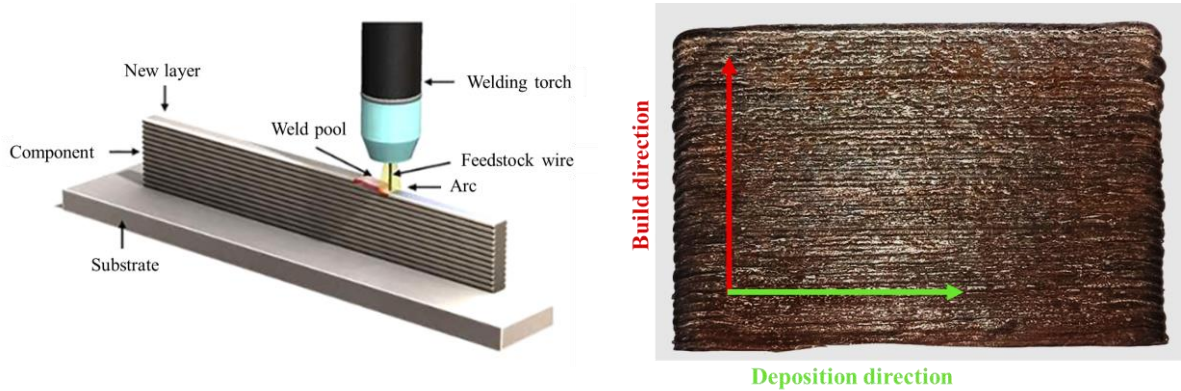 New layer
Welding torch
Weld pool
Component
Feedstock wire
Arc
Substrate
Build direction
Deposition direction